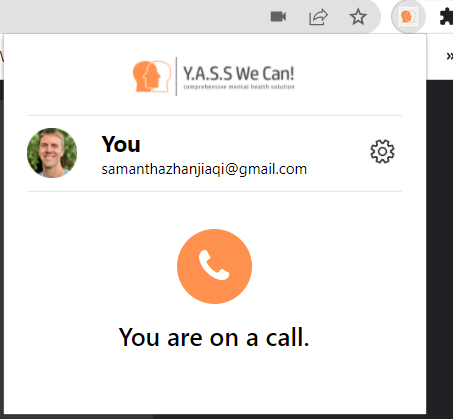 Y.A.S.S We Can!
comprehensive mental health solution
You
samanthazhanjiaqi@gmail.com
You are on a call.